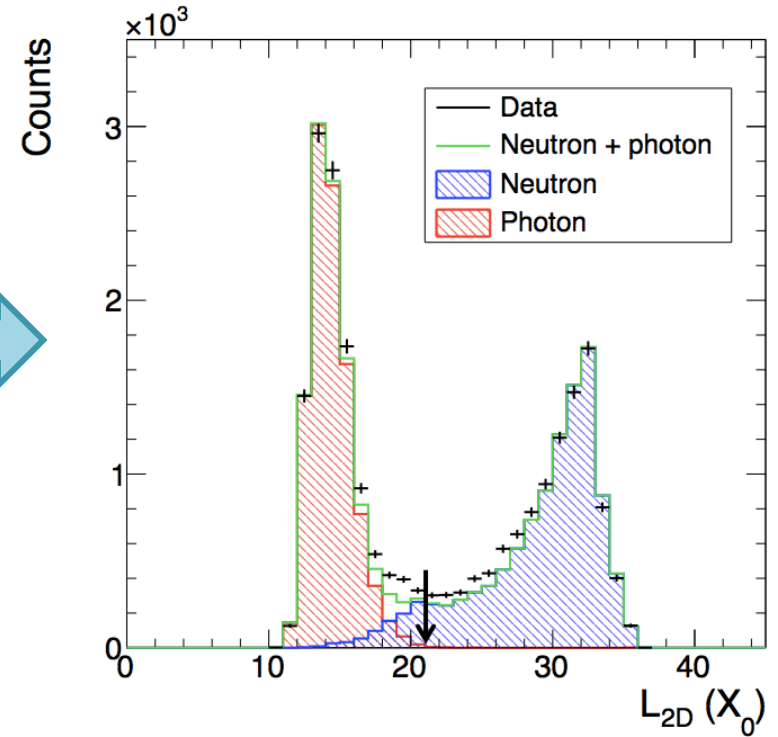 ×10³
Counts
3
2
1
0
Data
Neutron + photon
Neutron
Photon
0 10 20 30 40
L₂D (X₀)